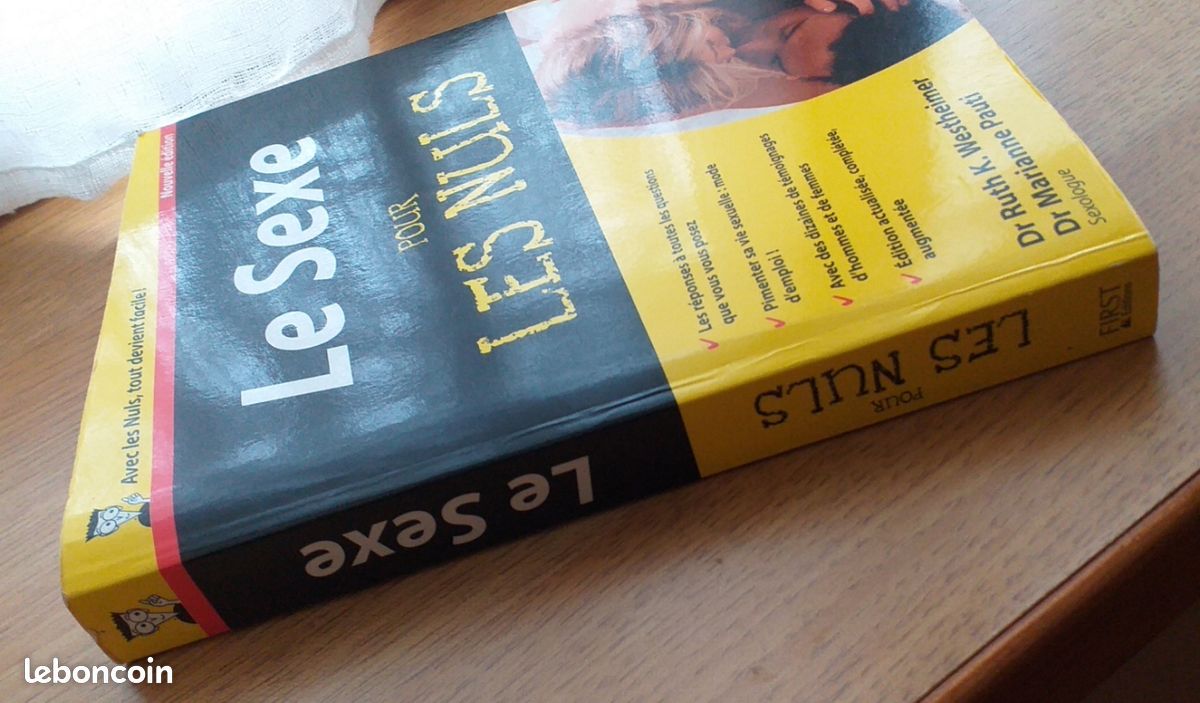 Avec les Nuls, tout devient facile !
Nouvelle édition
Le Sexe
POUR
LES NULS
✓ Les réponses à toutes les questions
que vous vous posez
✓ Pimenter sa vie sexuelle : mode
d'emploi !
✓ Avec des dizaines de témoignages
d'hommes et de femmes
✓ Édition actualisée, complétée,
augmentée
Dr Ruth K. Westheimer
Dr Marianne Pauti
Sexologue
Le Sexe
POUR
LES NULS
FIRST
& Editions
leboncoin